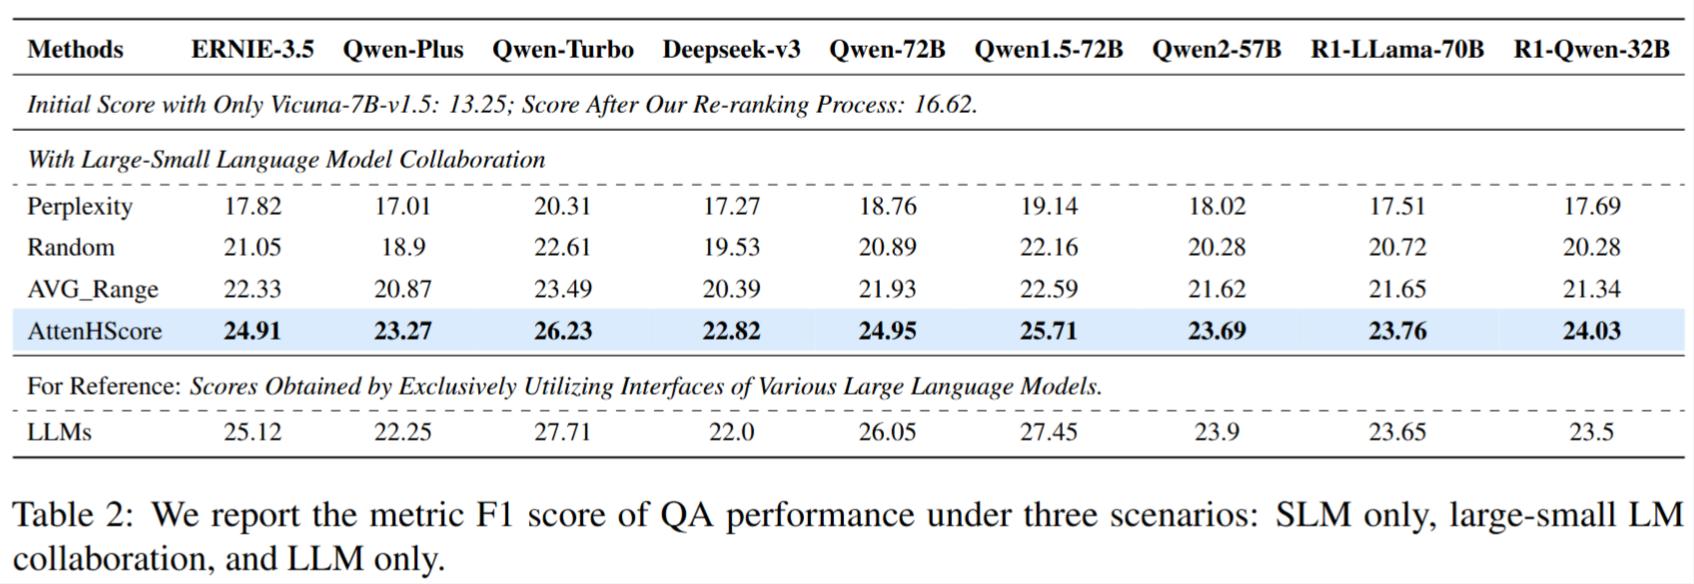 Methods ERNIE-3.5 Qwen-Plus Qwen-Turbo Deepseek-v3 Qwen-72B Qwen1.5-72B Qwen2-57B R1-LLama-70B R1-Qwen-32B
Initial Score with Only Vicuna-7B-v1.5: 13.25; Score After Our Re-ranking Process: 16.62.
With Large-Small Language Model Collaboration
Perplexity 17.82 17.01 20.31 17.27 18.76 19.14 18.02 17.51 17.69
Random 21.05 18.9 22.61 19.53 20.89 22.16 20.28 20.72 20.28
AVG_Range 22.33 20.87 23.49 20.39 21.93 22.59 21.62 21.65 21.34
AttenHScore 24.91 23.27 26.23 22.82 24.95 25.71 23.69 23.76 24.03
For Reference: Scores Obtained by Exclusively Utilizing Interfaces of Various Large Language Models.
LLMs 25.12 22.25 27.71 22.0 26.05 27.45 23.9 23.65 23.5
Table 2: We report the metric F1 score of QA performance under three scenarios: SLM only, large-small LM
collaboration, and LLM only.